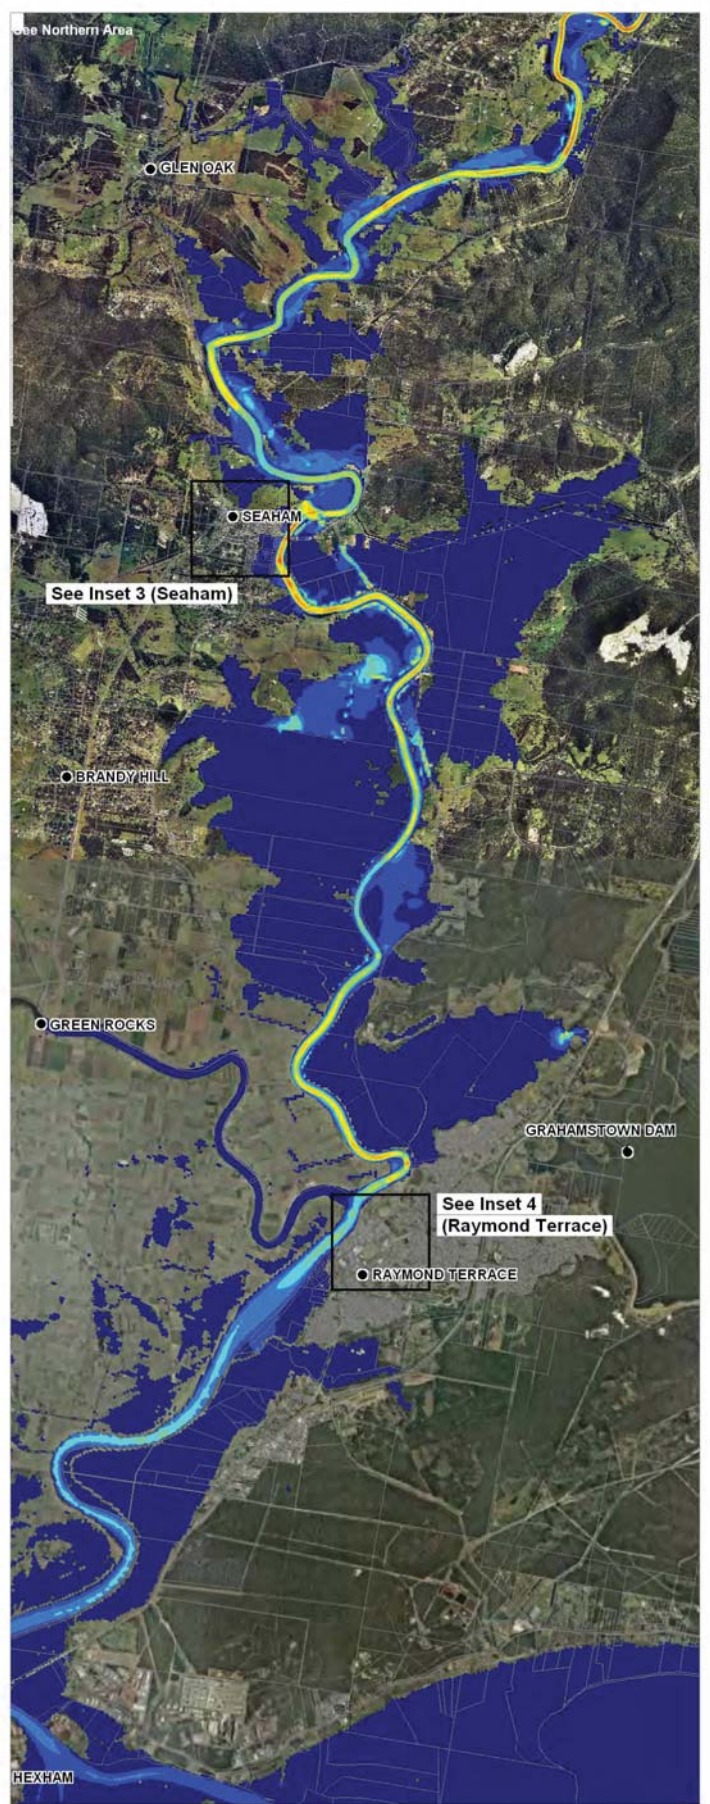 See Northern Area
GLEN OAK
SEAHAM
See Inset 3 (Seaham)
BRANDY HILL
GREEN ROCKS
GRAHAMSTOWN DAM
See Inset 4
(Raymond Terrace)
RAYMOND TERRACE
HEXHAM